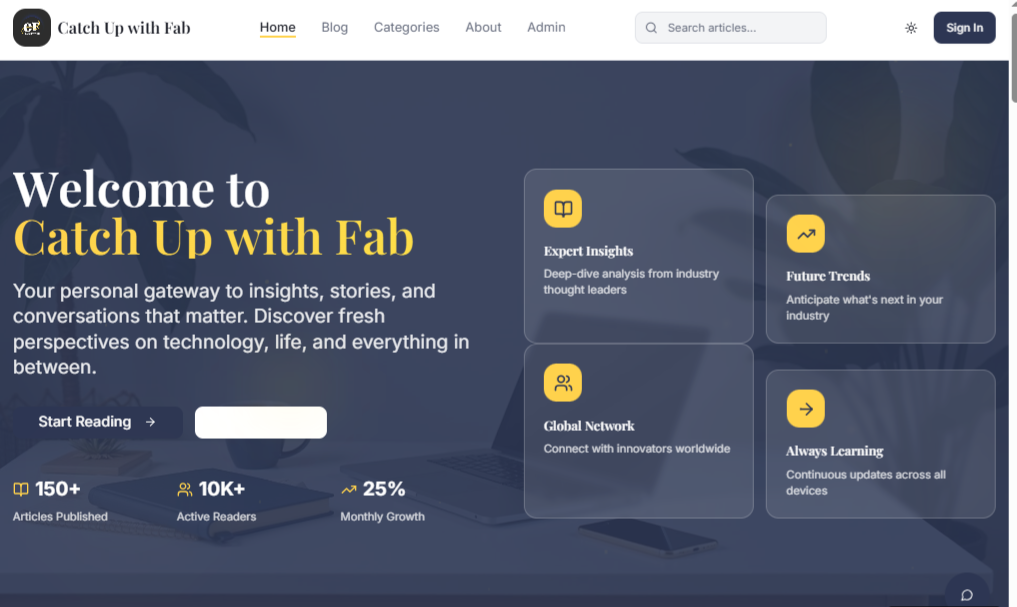 CF
Catch Up with Fab
Home
Blog
Categories
About
Admin
Search articles...
Sign In
Welcome to
Catch Up with Fab
Your personal gateway to insights, stories, and
conversations that matter. Discover fresh
perspectives on technology, life, and everything in
between.
Start Reading
150+
Articles Published
10K+
Active Readers
25%
Monthly Growth
Expert Insights
Deep-dive analysis from industry
thought leaders
Future Trends
Anticipate what's next in your
industry
Global Network
Connect with innovators worldwide
Always Learning
Continuous updates across all
devices